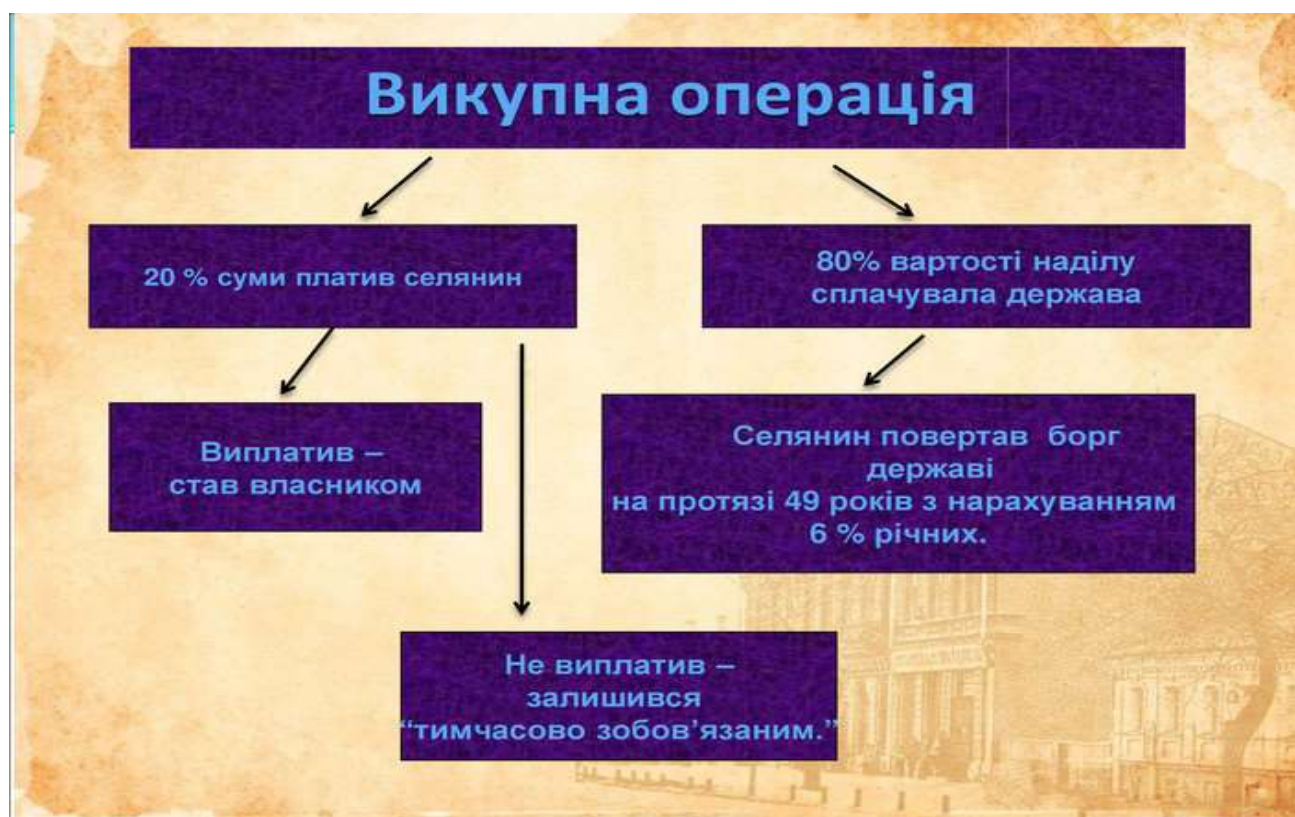 Викупна операція
20 % суми платив селянин
80% вартості наділу
сплачувала держава
Виплатив –
став власником
Селянин повертав борг
державі
на протязі 49 років з нарахуванням
6 % річних.
Не виплатив –
залишився
“тимчасово зобов’язаним.”